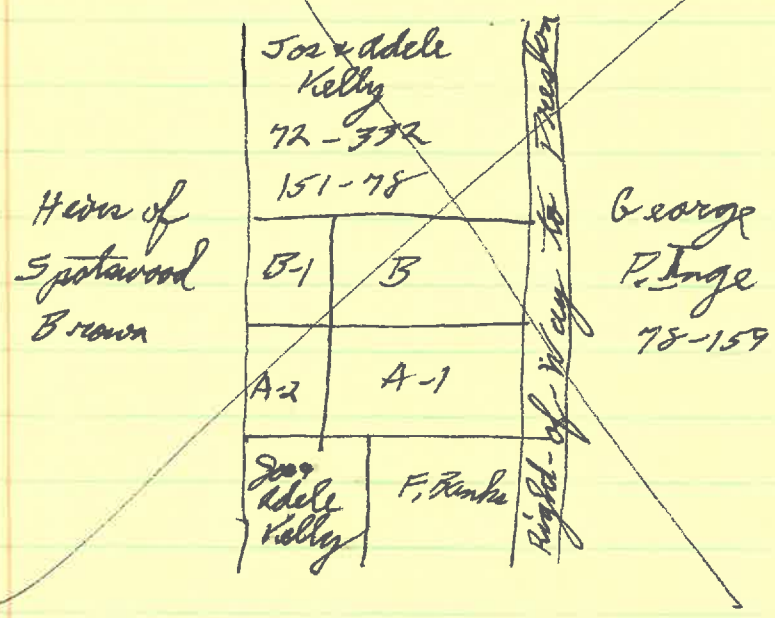 Jos & Adele
Kelly
72-332
151-78
Heirs of
Spotswood
Brown
B-1
B
A-2
A-1
Jos &
Adele
Kelly
F, Banks
Right-of-Way to Preston
George
P. Inge
78-159